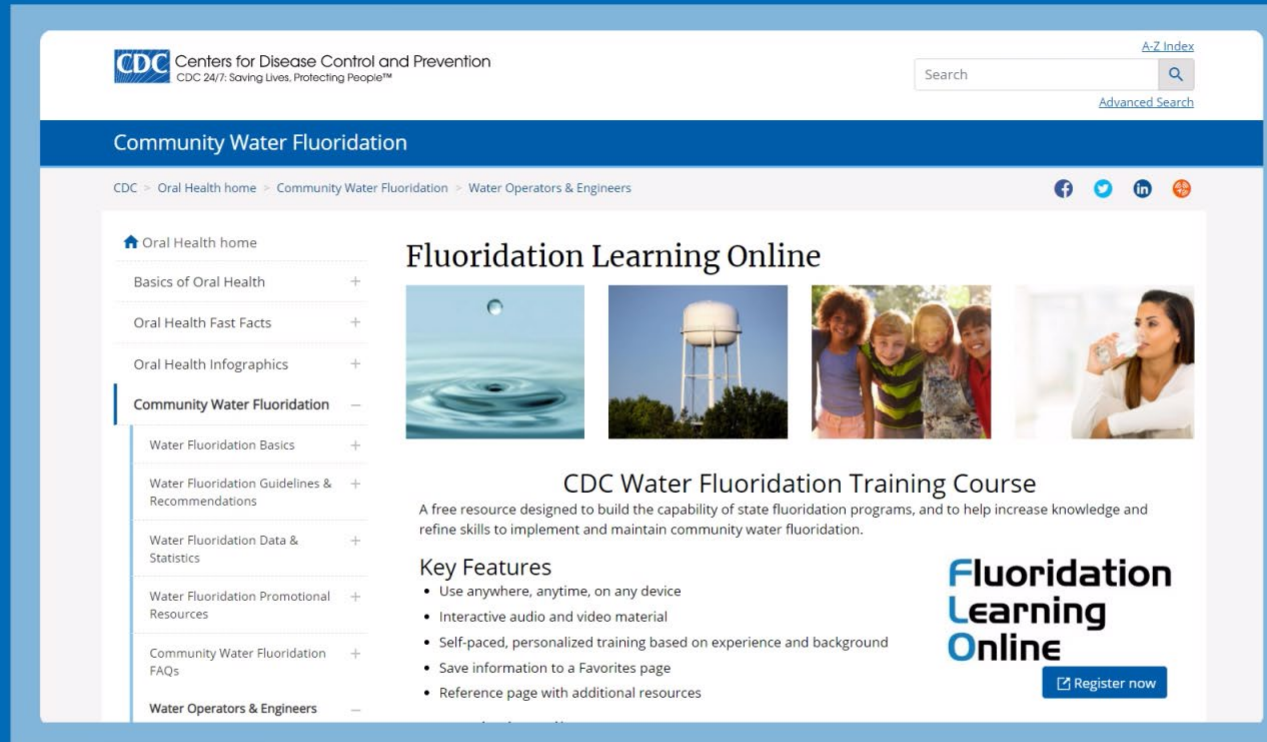 CDC Centers for Disease Control and Prevention
CDC 24/7: Saving Lives, Protecting People™
A-Z Index
Search
Advanced Search
Community Water Fluoridation
CDC > Oral Health home > Community Water Fluoridation > Water Operators & Engineers
Oral Health home
Basics of Oral Health
Oral Health Fast Facts
Oral Health Infographics
Community Water Fluoridation
Water Fluoridation Basics
Water Fluoridation Guidelines &
Recommendations
Water Fluoridation Data &
Statistics
Water Fluoridation Promotional
Resources
Community Water Fluoridation
FAQs
Water Operators & Engineers
Fluoridation Learning Online
CDC Water Fluoridation Training Course
A free resource designed to build the capability of state fluoridation programs, and to help increase knowledge and
refine skills to implement and maintain community water fluoridation.
Key Features
• Use anywhere, anytime, on any device
• Interactive audio and video material
• Self-paced, personalized training based on experience and background
• Save information to a Favorites page
• Reference page with additional resources
Fluoridation
Learning
Online
Register now